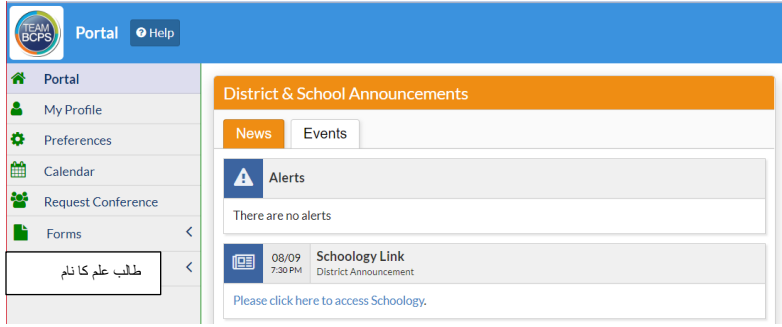 TEAM
BCPS
Portal
Help
Portal
My Profile
Preferences
Calendar
Request Conference
Forms
طالب علم کا نام
District & School Announcements
News Events
Alerts
There are no alerts
08/09 Schoology Link
7:30 PM District Announcement
Please click here to access Schoology.